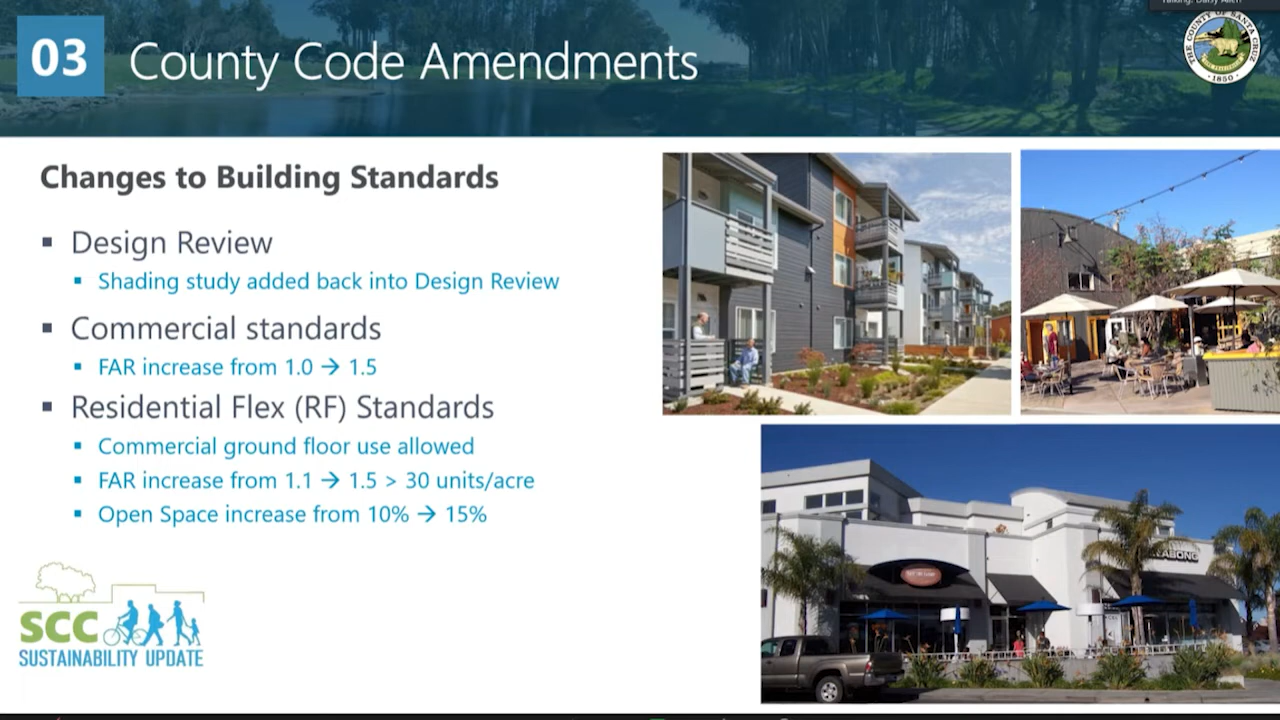 Talking: Daisy Allen
03
County Code Amendments
THE COUNTY OF SANTA CRUZ
1850
Changes to Building Standards
▪ Design Review
▪ Shading study added back into Design Review
▪ Commercial standards
▪ FAR increase from 1.0 → 1.5
▪ Residential Flex (RF) Standards
▪ Commercial ground floor use allowed
▪ FAR increase from 1.1 → 1.5 > 30 units/acre
▪ Open Space increase from 10% → 15%
SCC
SUSTAINABILITY UPDATE